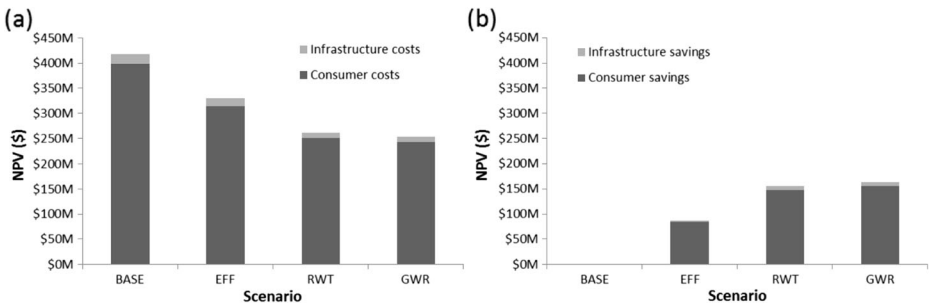 (a)
NPV ($)
$450M
$400M
$350M
$300M
$250M
$200M
$150M
$100M
$50M
$0M
Infrastructure costs
Consumer costs
BASE EFF RWT GWR
Scenario
(b)
NPV ($)
$450M
$400M
$350M
$300M
$250M
$200M
$150M
$100M
$50M
$0M
Infrastructure savings
Consumer savings
BASE EFF RWT GWR
Scenario